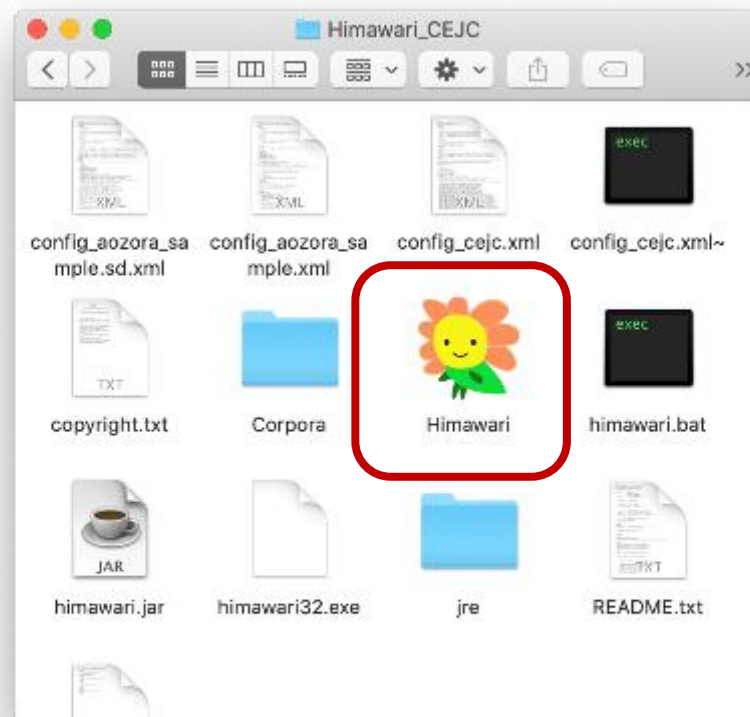 Himawari_CEJC
exec
XML
XML
XML
config_aozora_sa
mple.sd.xml
config_aozora_sa
mple.xml
config_cejc.xml
config_cejc.xml~
exec
TXT
copyright.txt
Corpora
Himawari
himawari.bat
JAR
TXT
himawari.jar
himawari32.exe
jre
README.txt